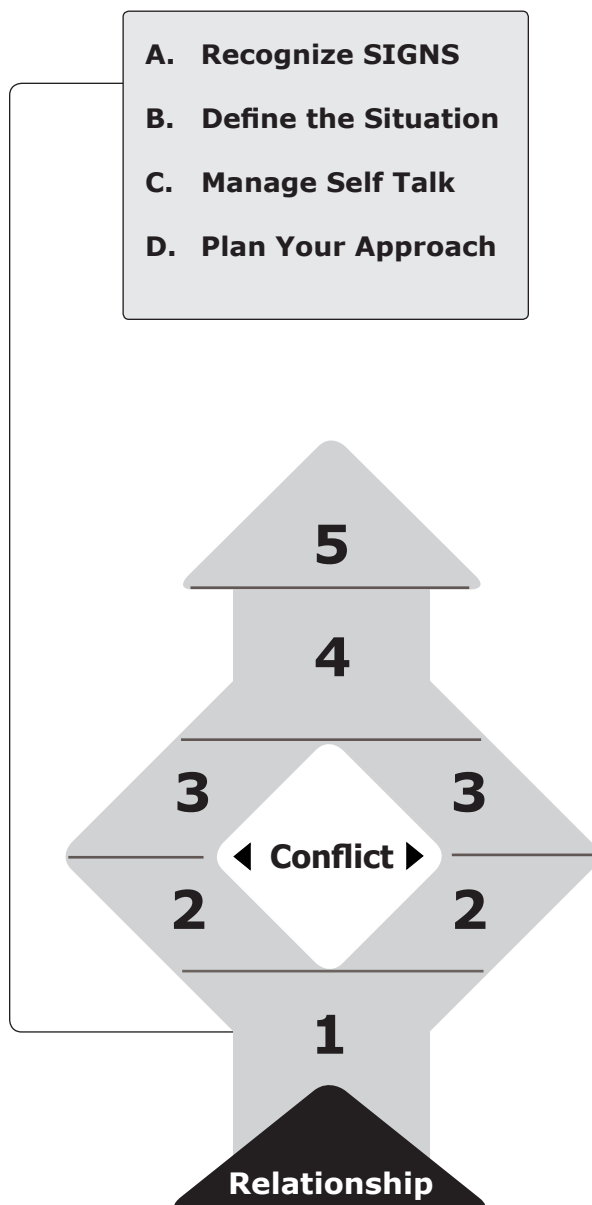 A. Recognize SIGNS
B. Define the Situation
C. Manage Self Talk
D. Plan Your Approach
5
4
3 3
Conflict
2 2
1
Relationship